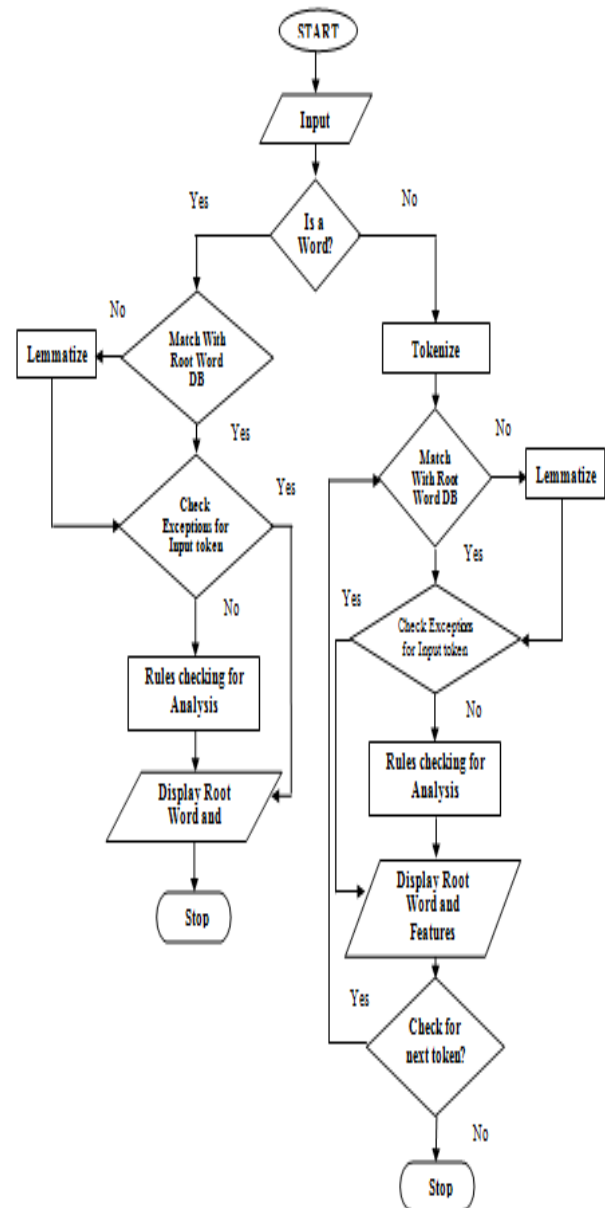 START
Input
Is a
Word?
Yes
No
Match With
Root Word
DB
No
Lemmatize
Yes
Check
Exceptions for
Input token
Yes
No
Rules checking for
Analysis
Display Root
Word and
Stop
Tokenize
Match
With Root
Word DB
No
Lemmatize
Yes
Check Exceptions
for Input token
Yes
No
Rules checking for
Analysis
Display Root
Word and
Features
Yes
Check for
next token?
No
Stop